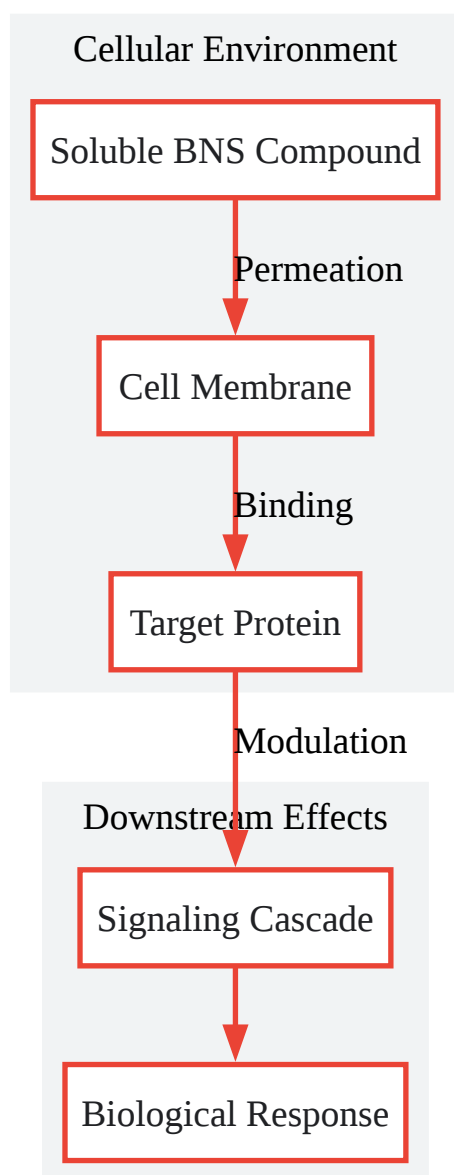 Cellular Environment
Soluble BNS Compound
Permeation
Cell Membrane
Binding
Target Protein
Modulation
Downstream Effects
Signaling Cascade
Biological Response